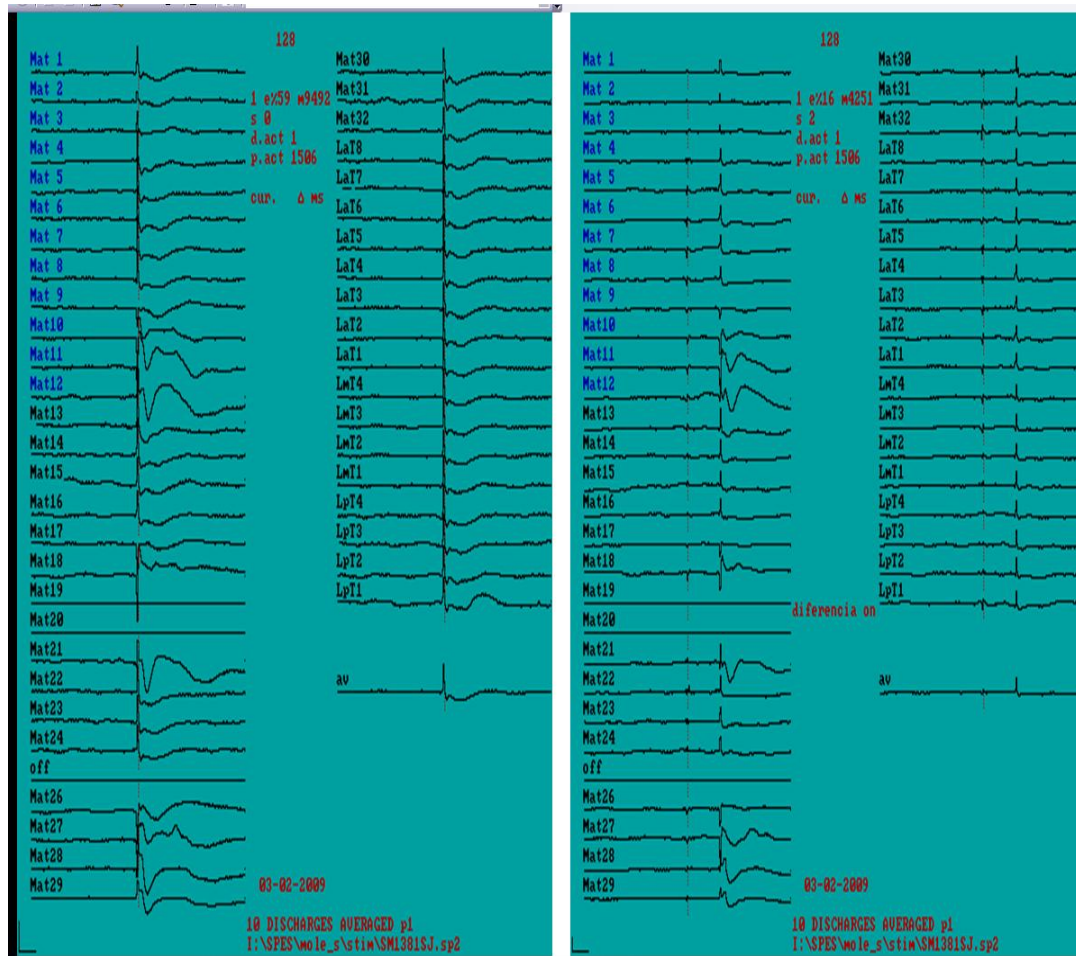 128
Mat 1
Mat 2
Mat 3
Mat 4
Mat 5
Mat 6
Mat 7
Mat 8
Mat 9
Mat10
Mat11
Mat12
Mat13
Mat14
Mat15
Mat16
Mat17
Mat18
Mat19
Mat20
Mat21
Mat22
Mat23
Mat24
off
Mat26
Mat27
Mat28
Mat29
1 e%59 m9492
s 0
d.act 1
p.act 1506
cur. Δ ms
Mat30
Mat31
Mat32
LaT8
LaT7
LaT6
LaT5
LaT4
LaT3
LaT2
LaT1
LmT4
LmT3
LmT2
LmT1
LpT4
LpT3
LpT2
LpT1
av
03-02-2009
10 DISCHARGES AVERAGED p1
I:\SPES\mole_s\stim\SM1381SJ.sp2
128
Mat 1
Mat 2
Mat 3
Mat 4
Mat 5
Mat 6
Mat 7
Mat 8
Mat 9
Mat10
Mat11
Mat12
Mat13
Mat14
Mat15
Mat16
Mat17
Mat18
Mat19
Mat20
Mat21
Mat22
Mat23
Mat24
off
Mat26
Mat27
Mat28
Mat29
1 e%16 m4251
s 2
d.act 1
p.act 1506
cur. Δ ms
Mat30
Mat31
Mat32
LaT8
LaT7
LaT6
LaT5
LaT4
LaT3
LaT2
LaT1
LmT4
LmT3
LmT2
LmT1
LpT4
LpT3
LpT2
LpT1
diferencia on
av
03-02-2009
10 DISCHARGES AVERAGED p1
I:\SPES\mole_s\stim\SM1381SJ.sp2